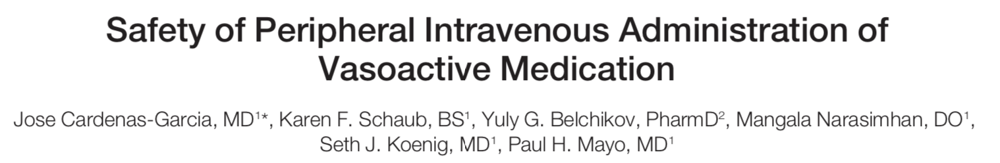 Safety of Peripheral Intravenous Administration of
Vasoactive Medication
Jose Cardenas-Garcia, MD¹*, Karen F. Schaub, BS¹, Yuly G. Belchikov, PharmD², Mangala Narasimhan, DO¹,
Seth J. Koenig, MD¹, Paul H. Mayo, MD¹